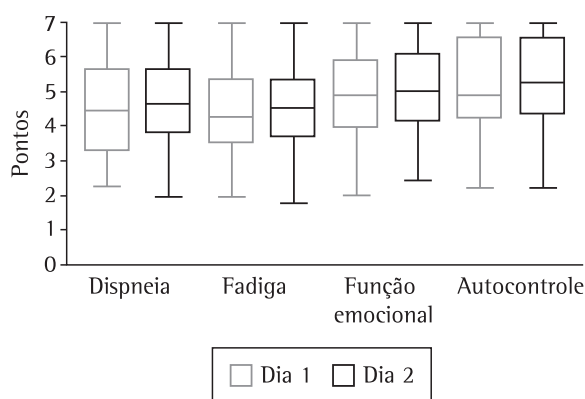 Pontos
7
6
5
4
3
2
1
0
Dispneia
Fadiga
Função
emocional
Autocontrole
Dia 1
Dia 2